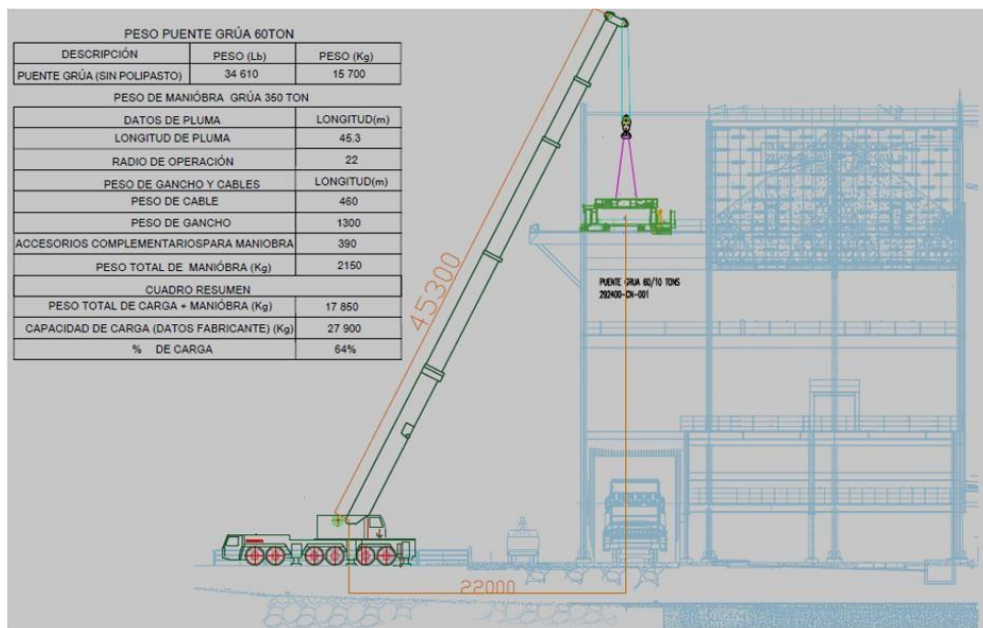 PESO PUENTE GRÚA 60TON
DESCRIPCIÓN PESO (Lb) PESO (Kg)
PUENTE GRÚA (SIN POLIPASTO) 34 610 15 700
PESO DE MANIÓBRA GRÚA 350 TON
DATOS DE PLUMA LONGITUD(m)
LONGITUD DE PLUMA 45.3
RADIO DE OPERACIÓN 22
PESO DE GANCHO Y CABLES LONGITUD(m)
PESO DE CABLE 460
PESO DE GANCHO 1300
ACCESORIOS COMPLEMENTARIOSPARA MANIOBRA 390
PESO TOTAL DE MANIÓBRA (Kg) 2150
CUADRO RESUMEN
PESO TOTAL DE CARGA + MANIÓBRA (Kg) 17 850
CAPACIDAD DE CARGA (DATOS FABRICANTE) (Kg) 27 900
% DE CARGA 64%
45300
PUENTE GRUA 60/10 TONS
292400-CN-001
22000